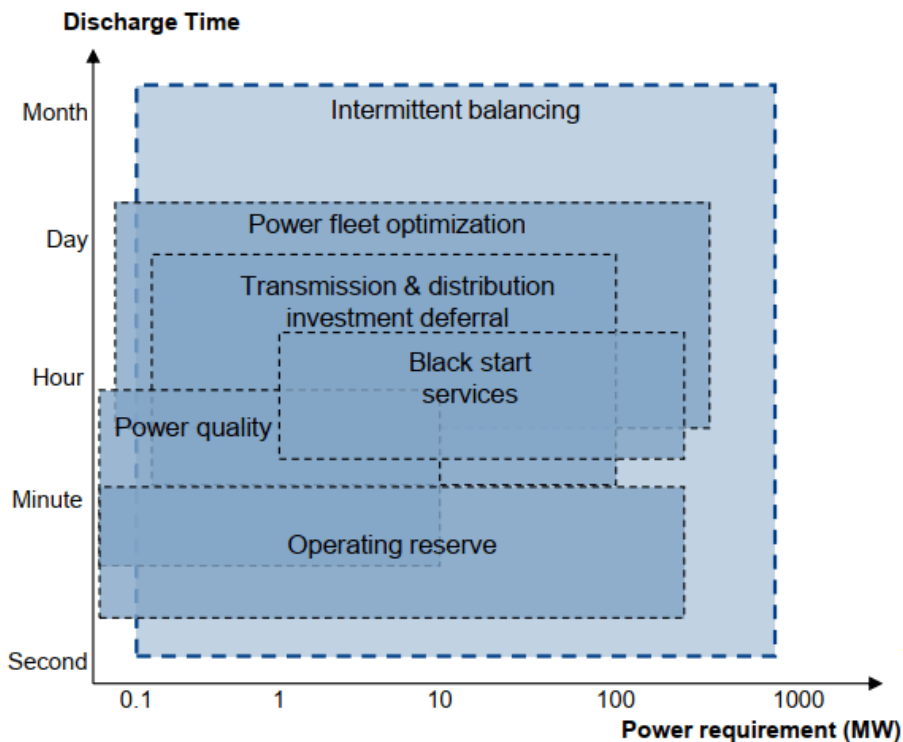 Discharge Time
Month
Intermittent balancing
Power fleet optimization
Day
Transmission & distribution
investment deferral
Black start
services
Hour
Power quality
Minute
Operating reserve
Second
0.1
1
10
100
1000
Power requirement (MW)